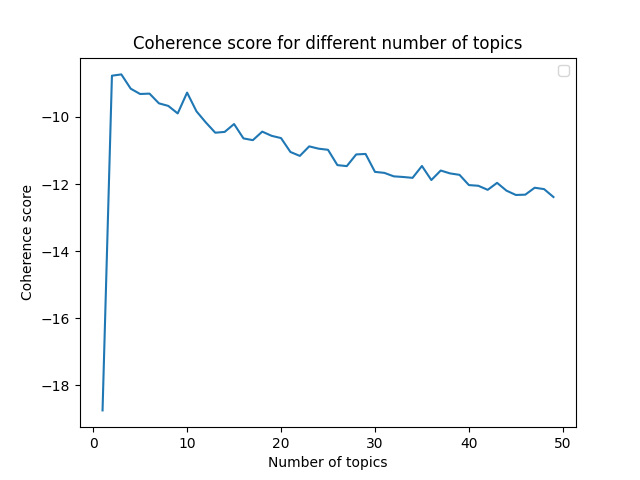 Coherence score for different number of topics
−10
−12
−14
−16
−18
Coherence score
0 10 20 30 40 50
Number of topics